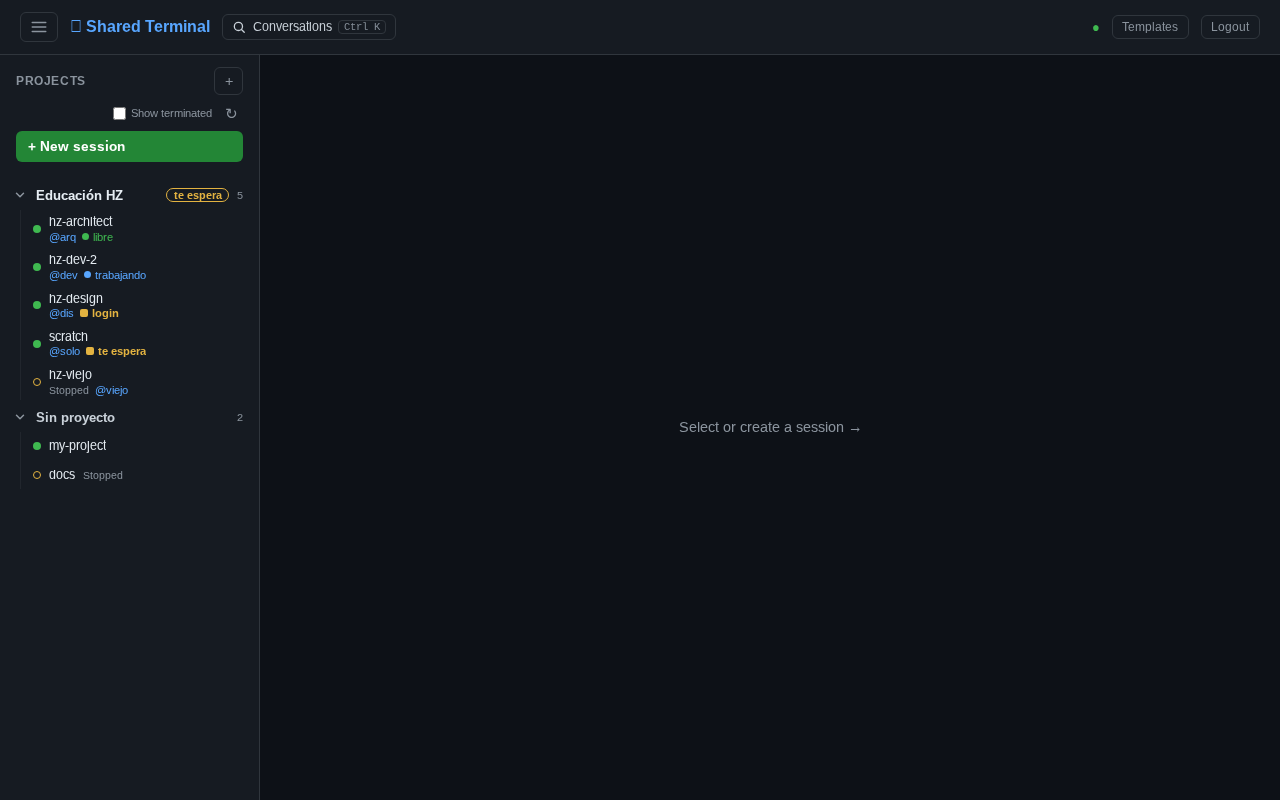 Shared Terminal
Conversations Ctrl K
Templates
Logout
PROJECTS
+
Show terminated ↻
+ New session
Educación HZ te espera 5
hz-architect
@arq libre
hz-dev-2
@dev trabajando
hz-design
@dis login
scratch
@solo te espera
hz-viejo
Stopped @viejo
Sin proyecto 2
my-project
docs Stopped
Select or create a session →